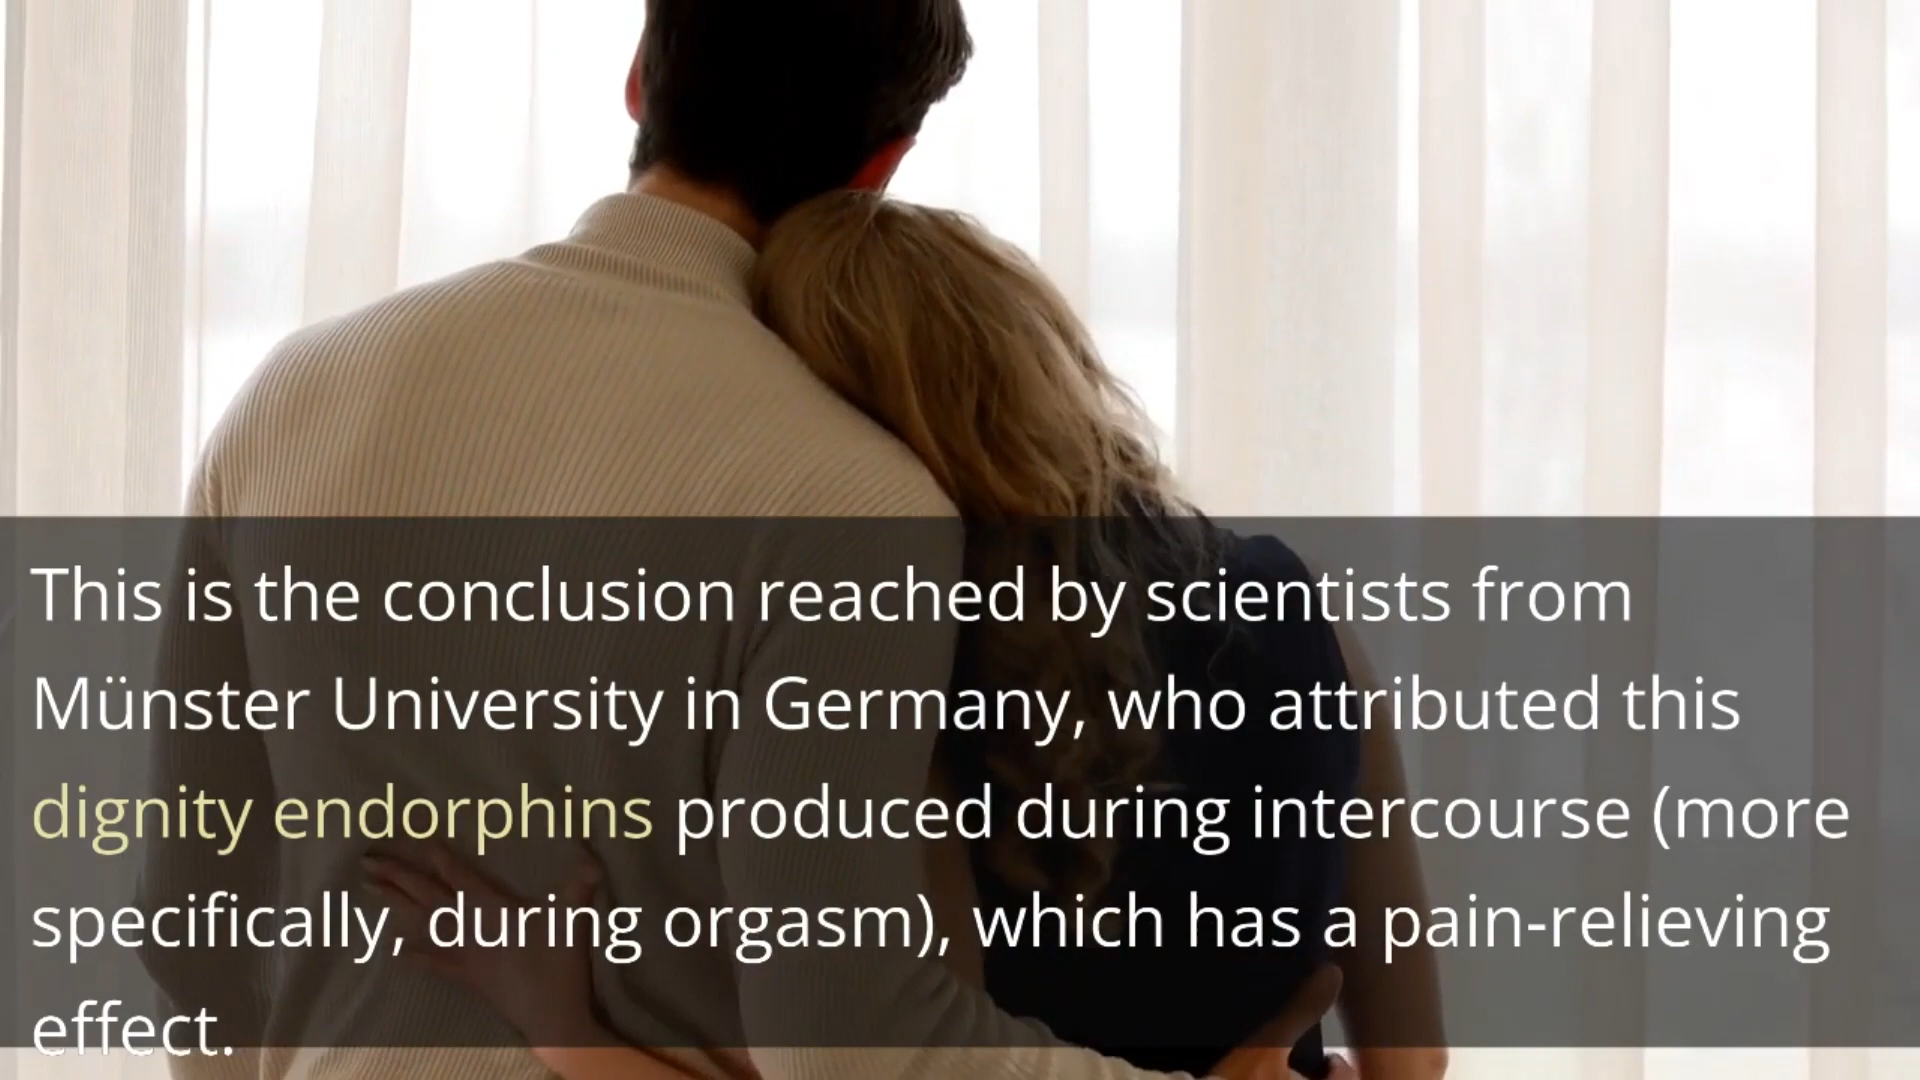 This is the conclusion reached by scientists from
Münster University in Germany, who attributed this
dignity endorphins produced during intercourse (more
specifically, during orgasm), which has a pain-relieving
effect.